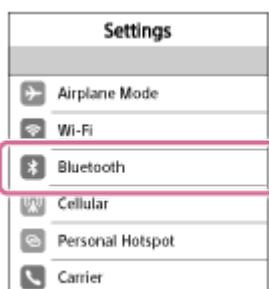 Settings
Airplane Mode
Wi-Fi
Bluetooth
Cellular
Personal Hotspot
Carrier